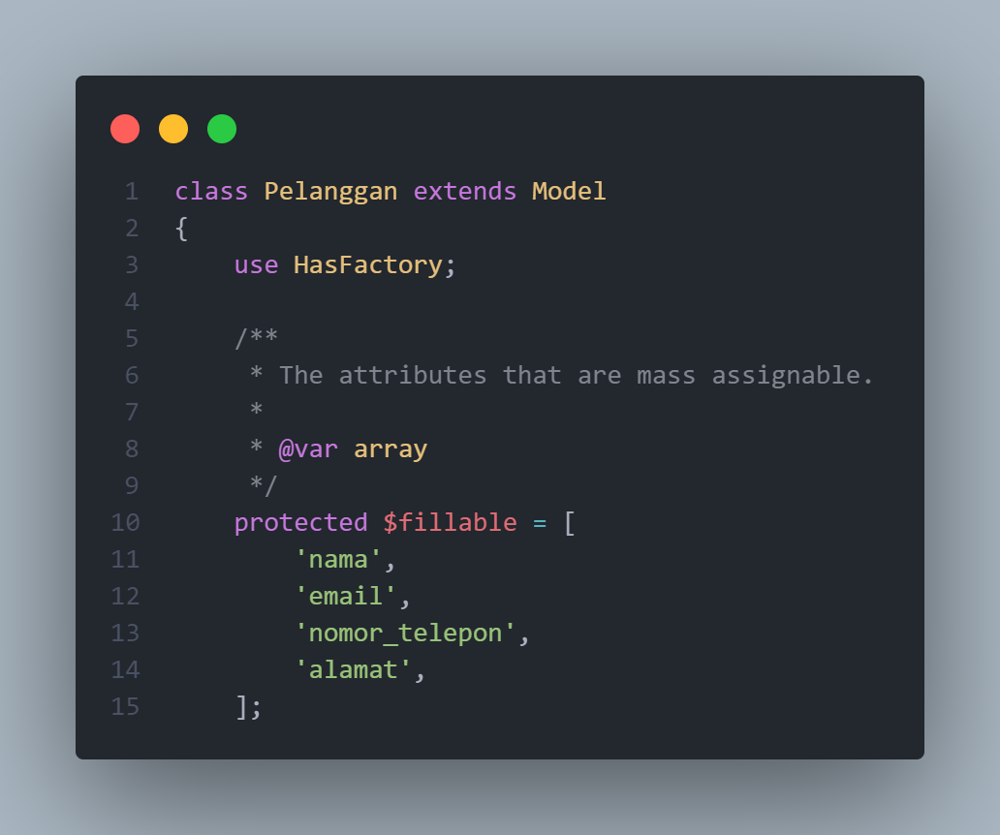 1 class Pelanggan extends Model
2 {
3     use HasFactory;
4
5     /**
6      * The attributes that are mass assignable.
7      *
8      * @var array
9      */
10     protected $fillable = [
11         'nama',
12         'email',
13         'nomor_telepon',
14         'alamat',
15     ];